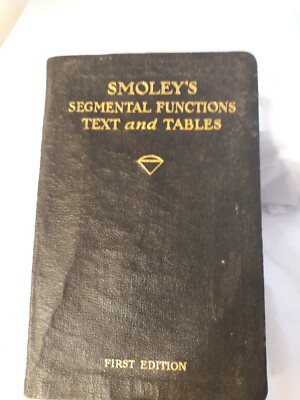 SMOLEY'S
SEGMENTAL FUNCTIONS
TEXT and TABLES
FIRST EDITION